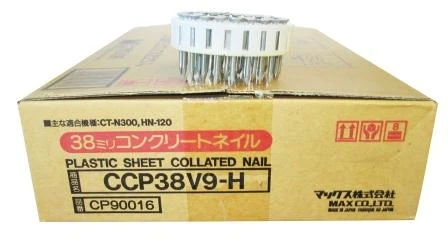 ■主な適合機種:CT-N300,HN-120
38ミリコンクリートネイル
PLASTIC SHEET COLLATED NAIL
商品名 CCP38V9-H
品番 CP90016
8
マックス株式会社
MAX CO.,LTD.
MADE IN JAPAN